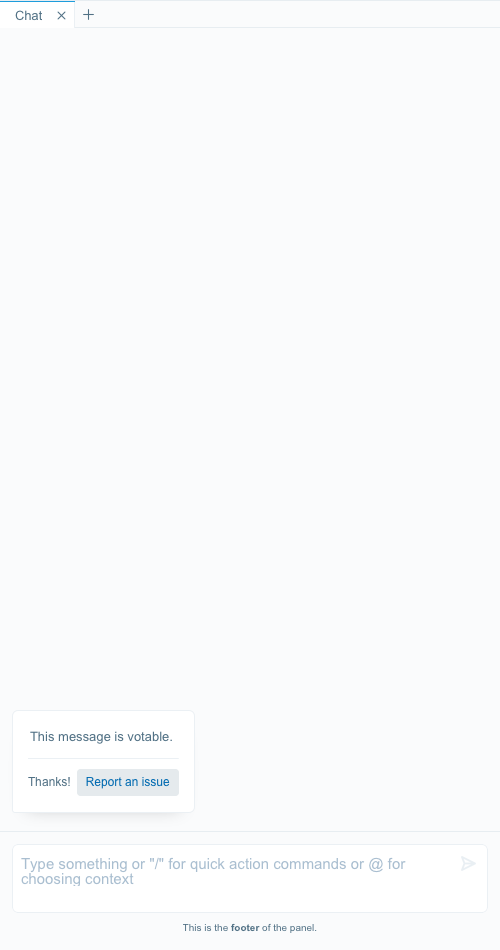 Chat
This message is votable.
Thanks! Report an issue
Type something or "/" for quick action commands or @ for
choosing context
This is the footer of the panel.